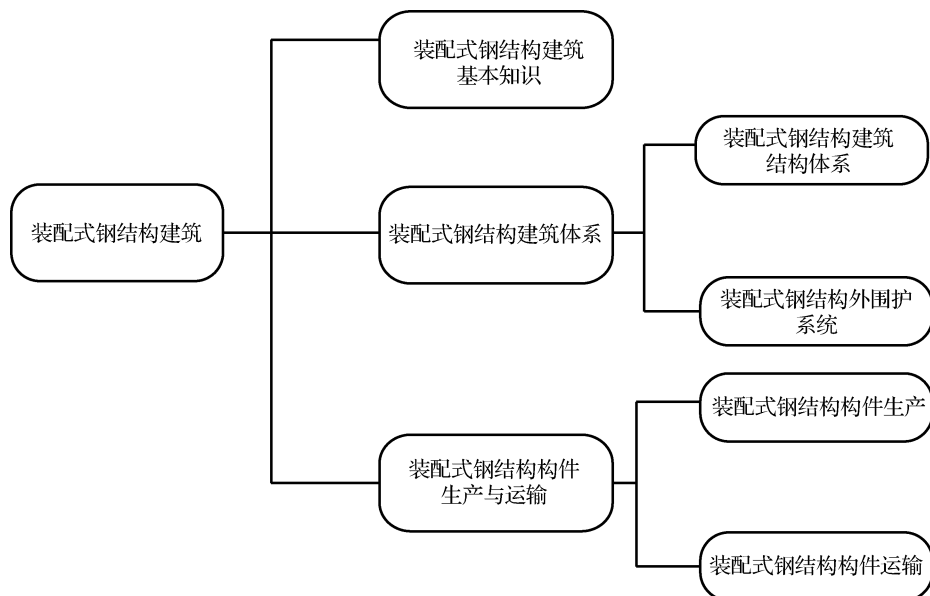 装配式钢结构建筑
基本知识
装配式钢结构建筑
结构体系
装配式钢结构建筑
装配式钢结构建筑体系
装配式钢结构外围护
系统
装配式钢结构构件生产
装配式钢结构构件
生产与运输
装配式钢结构构件运输